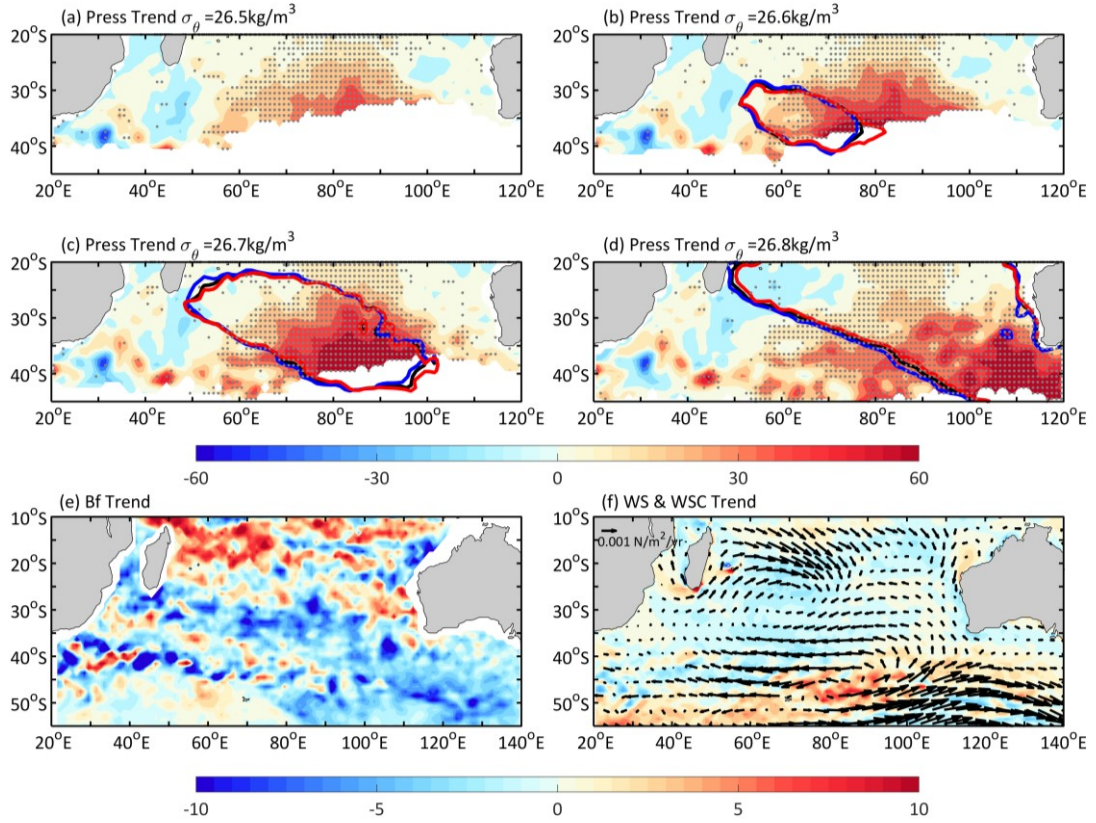 (a) Press Trend σ_θ =26.5kg/m³
(b) Press Trend σ_θ =26.6kg/m³
20°S
30°S
40°S
20°S
30°S
40°S
20°E 40°E 60°E 80°E 100°E 120°E
20°E 40°E 60°E 80°E 100°E 120°E
(c) Press Trend σ_θ =26.7kg/m³
(d) Press Trend σ_θ =26.8kg/m³
20°S
30°S
40°S
20°S
30°S
40°S
20°E 40°E 60°E 80°E 100°E 120°E
20°E 40°E 60°E 80°E 100°E 120°E
-60 -30 0 30 60
(e) Bf Trend
(f) WS & WSC Trend
10°S
20°S
30°S
40°S
50°S
10°S
0.001 N/m²/yr
20°S
30°S
40°S
50°S
20°E 40°E 60°E 80°E 100°E 120°E 140°E
20°E 40°E 60°E 80°E 100°E 120°E 140°E
-10 -5 0 5 10